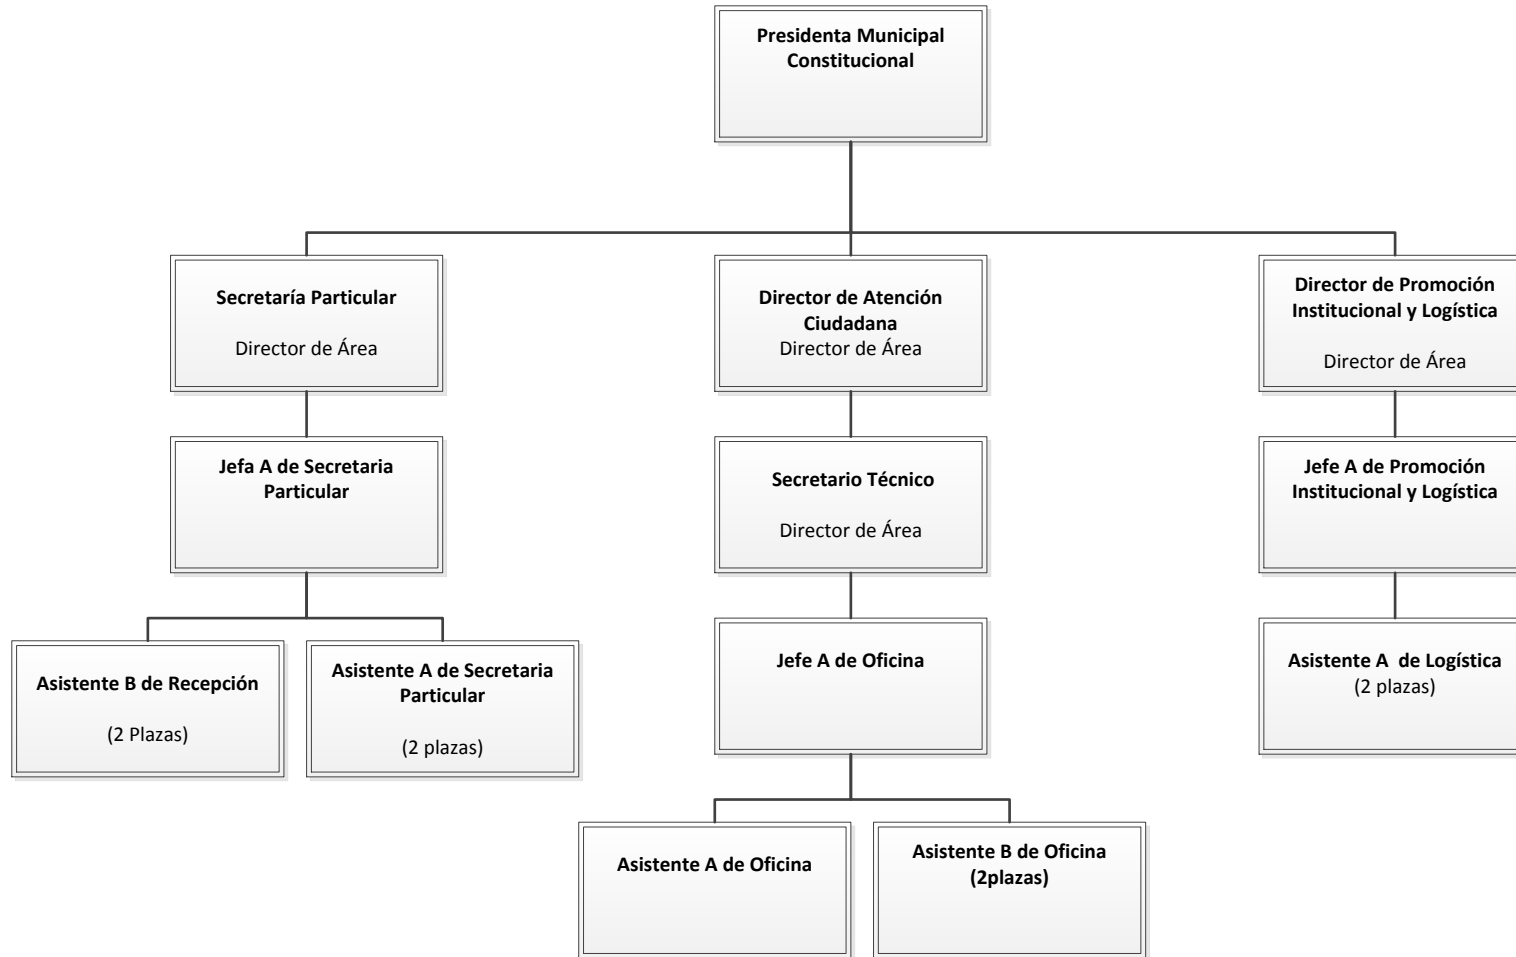 Presidenta Municipal
Constitucional
Secretaría Particular
Director de Área
Director de Atención
Ciudadana
Director de Área
Director de Promoción
Institucional y Logística
Director de Área
Jefa A de Secretaria
Particular
Secretario Técnico
Director de Área
Jefe A de Promoción
Institucional y Logística
Asistente B de Recepción
(2 Plazas)
Asistente A de Secretaria
Particular
(2 plazas)
Jefe A de Oficina
Asistente A  de Logística
(2 plazas)
Asistente A de Oficina
Asistente B de Oficina
(2plazas)